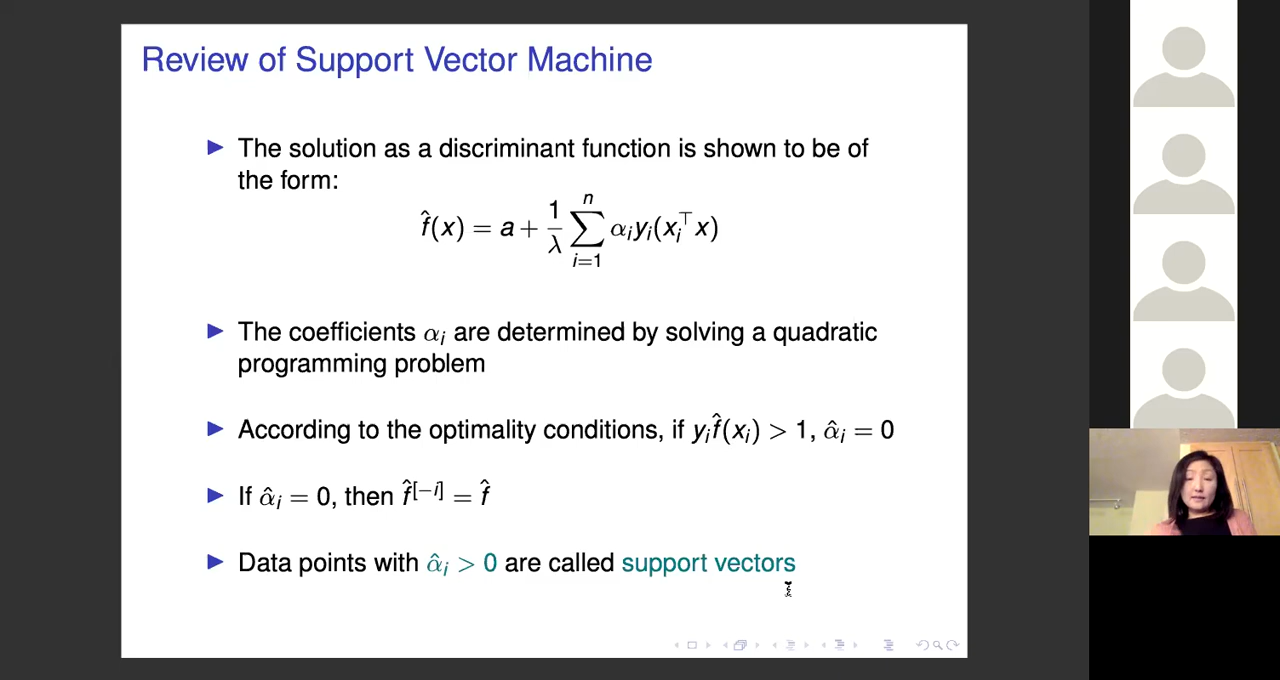 Review of Support Vector Machine
The solution as a discriminant function is shown to be of
the form:
f̂(x) = a + 1/λ ∑_{i=1}^{n} α_i y_i (x_i^⊤ x)
The coefficients α_i are determined by solving a quadratic
programming problem
According to the optimality conditions, if y_i f̂(x_i) > 1, α̂_i = 0
If α̂_i = 0, then f̂^{[−i]} = f̂
Data points with α̂_i > 0 are called support vectors